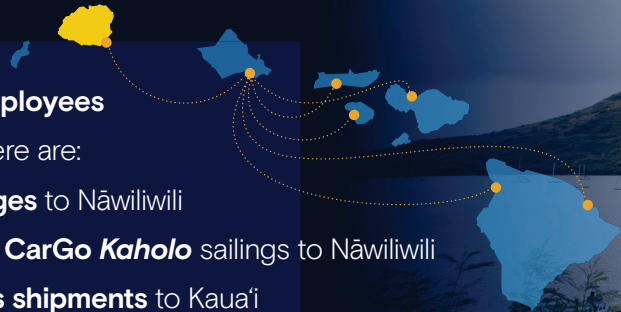 ployees
ere are:
ges to Nāwiliwili
CarGo Kaholo sailings to Nāwiliwili
s shipments to Kaua‘i